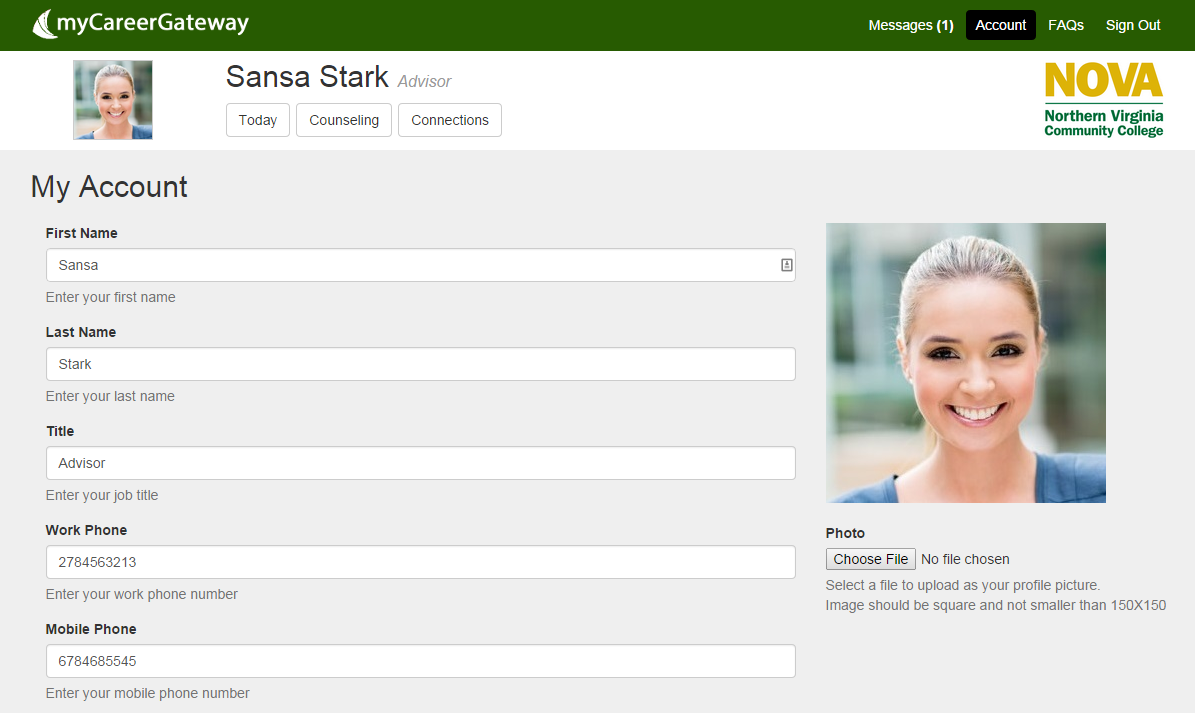 myCareerGateway
Messages (1) Account FAQs Sign Out
Sansa Stark Advisor
Today Counseling Connections
NOVA
Northern Virginia
Community College
My Account
First Name
Sansa
Enter your first name
Last Name
Stark
Enter your last name
Title
Advisor
Enter your job title
Work Phone
2784563213
Enter your work phone number
Mobile Phone
6784685545
Enter your mobile phone number
Photo
Choose File No file chosen
Select a file to upload as your profile picture.
Image should be square and not smaller than 150X150